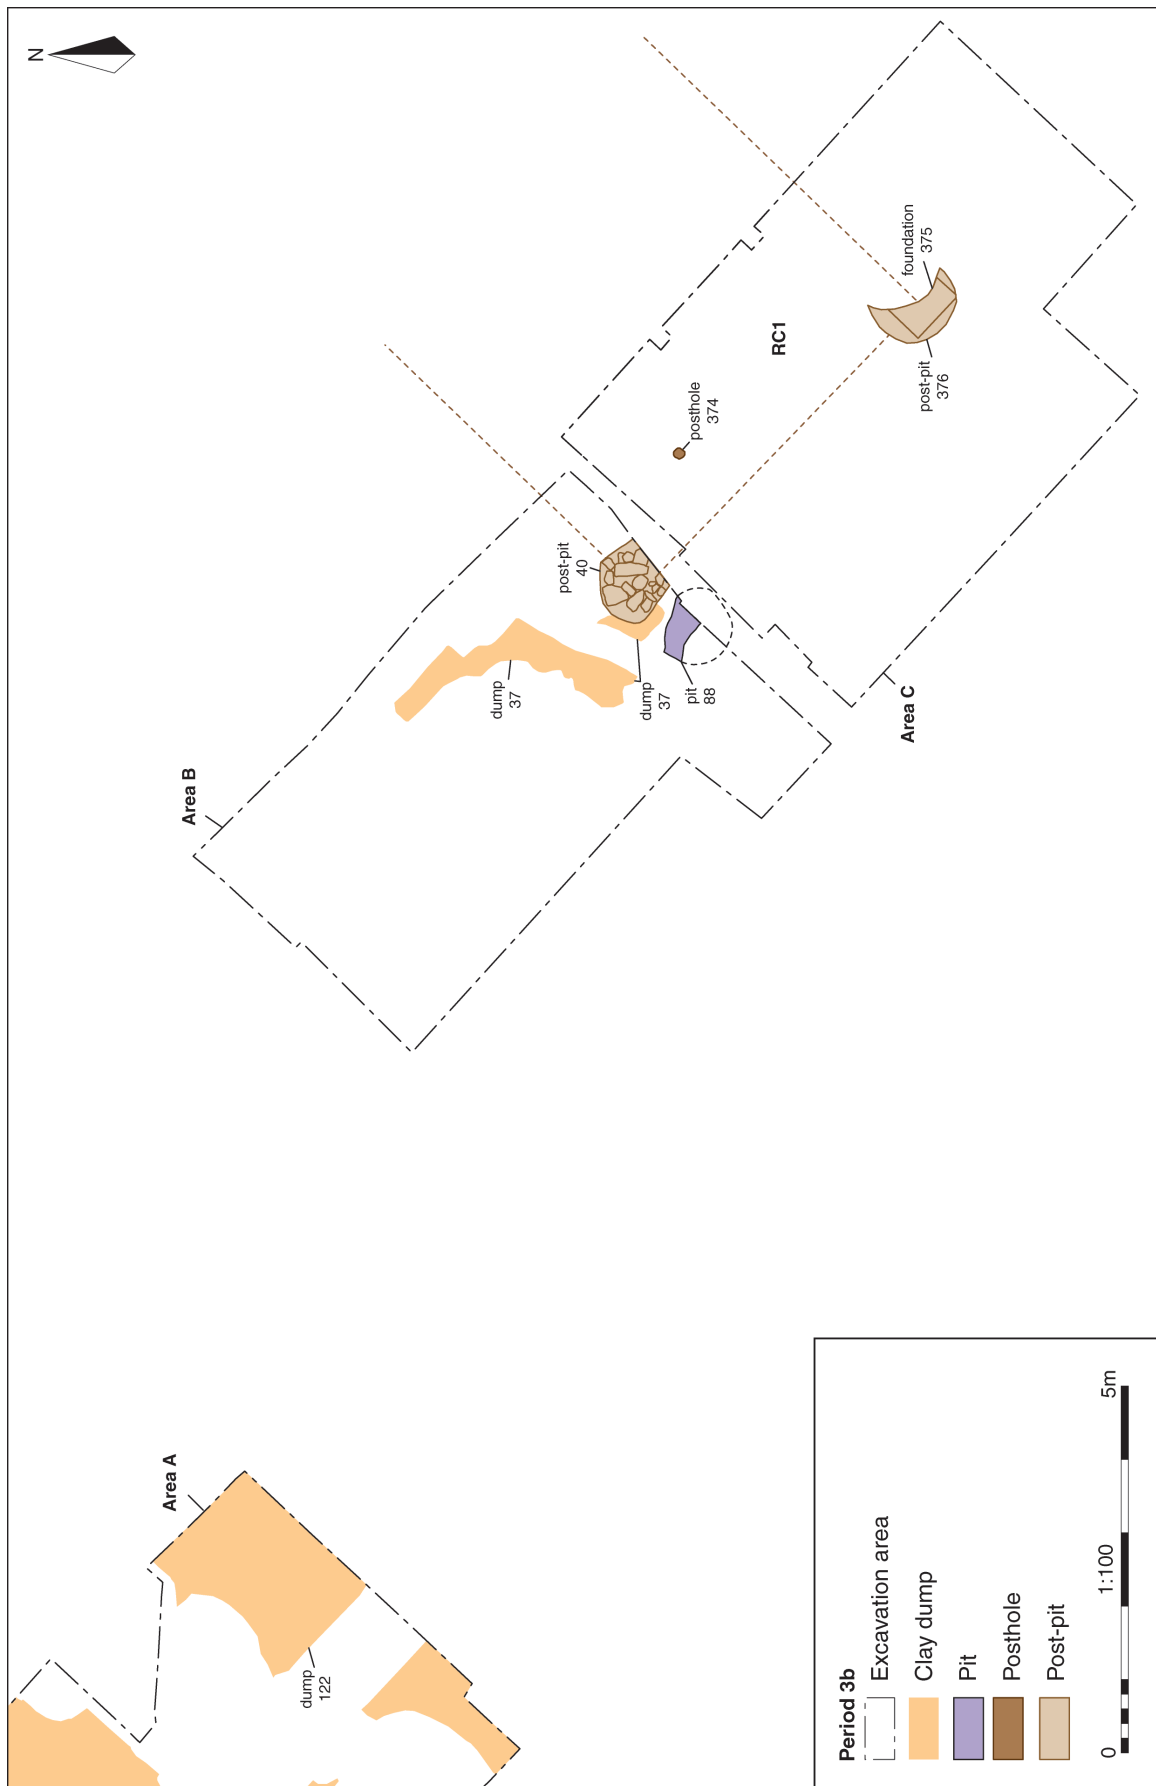 N
Area A
dump
122
Area B
dump
37
dump
37
post-pit
40
pit
88
posthole
374
RC1
foundation
375
post-pit
376
Area C
Period 3b
Excavation area
Clay dump
Pit
Posthole
Post-pit
0 1:100 5m